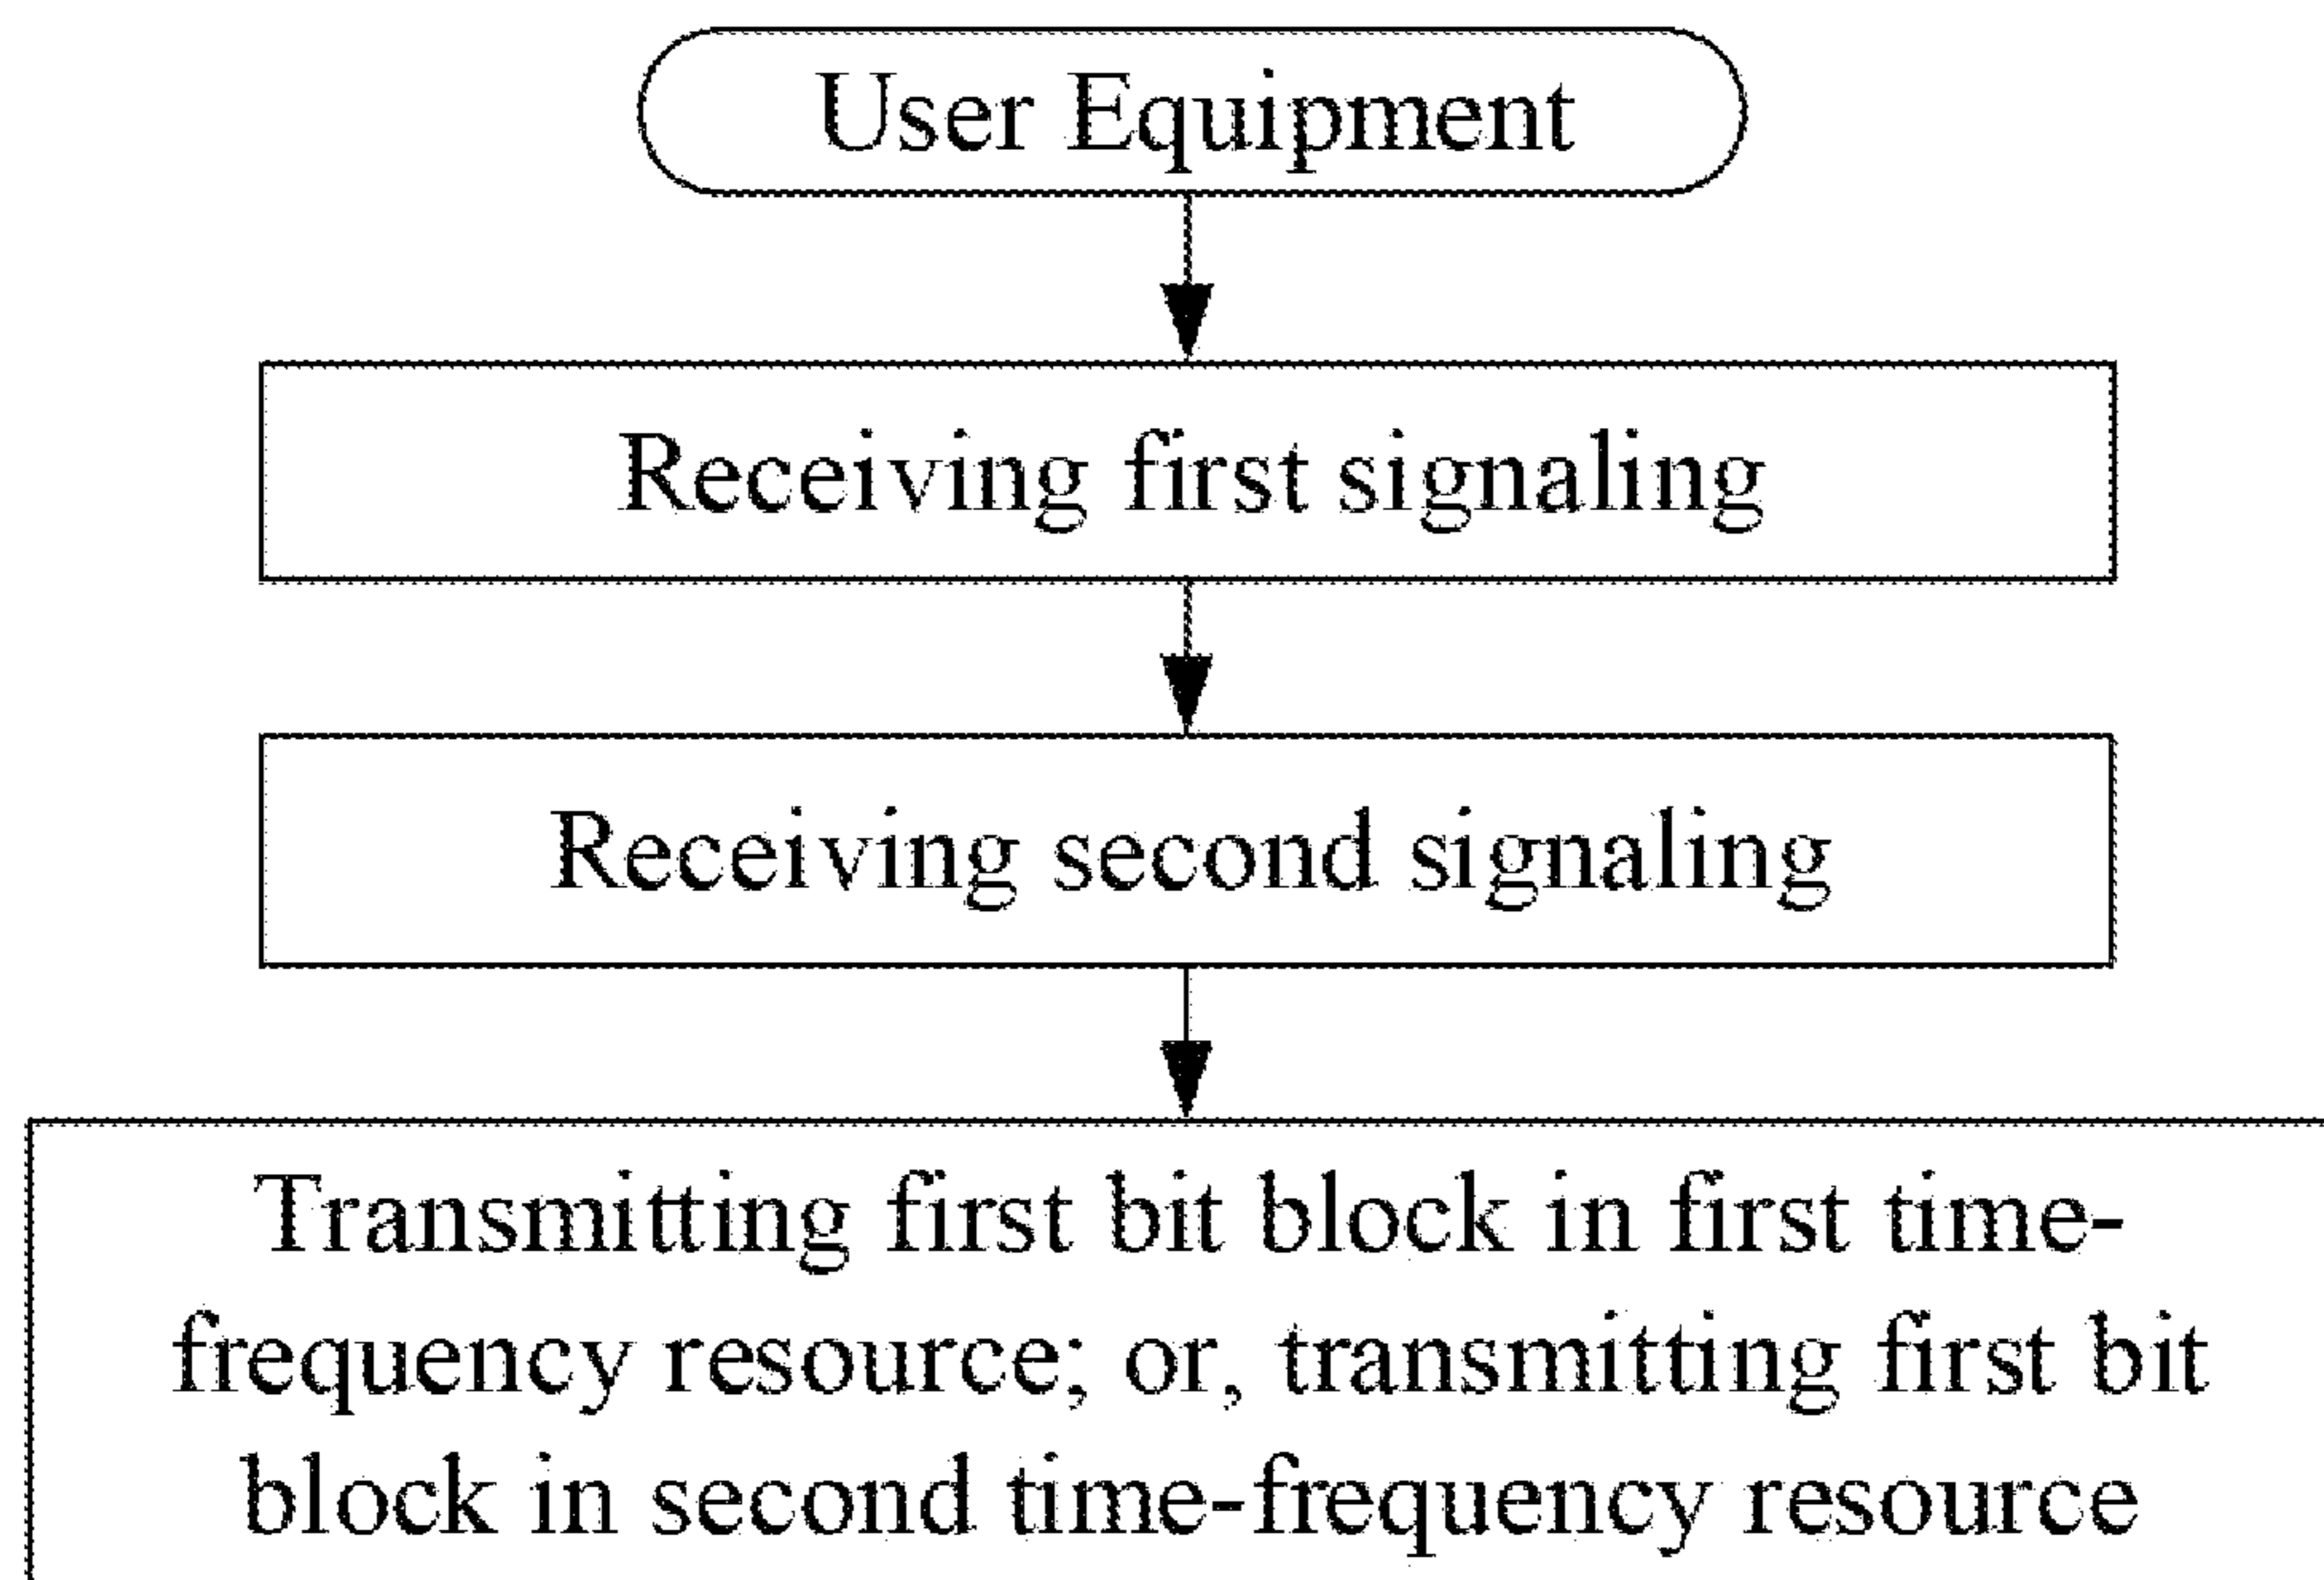 User Equipment
Receiving first signaling
Receiving second signaling
Transmitting first bit block in first time-
frequency resource; or, transmitting first bit
block in second time-frequency resource